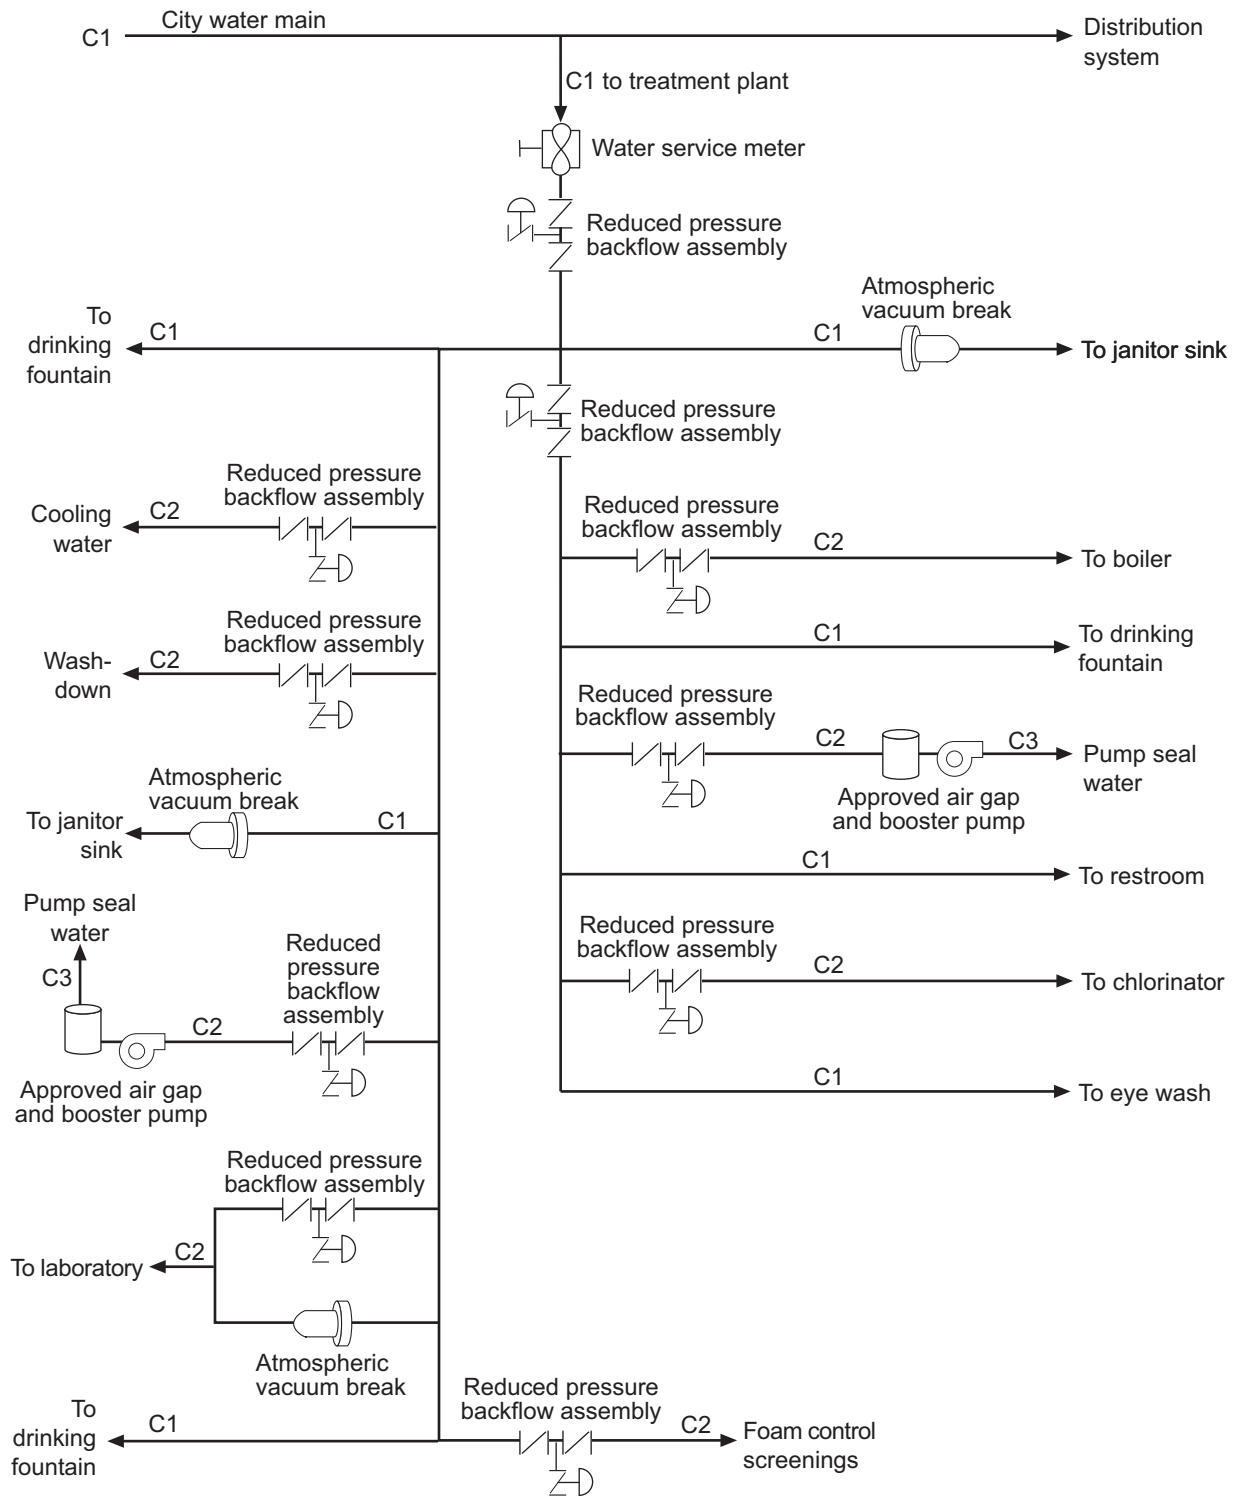 City water main
C1
Distribution
system
C1 to treatment plant
Water service meter
Reduced pressure
backflow assembly
Atmospheric
vacuum break
To
drinking
fountain
C1
C1
To janitor sink
Reduced pressure
backflow assembly
Reduced pressure
backflow assembly
Cooling
water
C2
Reduced pressure
backflow assembly
C2
To boiler
Reduced pressure
backflow assembly
Wash-
down
C2
C1
To drinking
fountain
Reduced pressure
backflow assembly
C2
C3
Pump seal
water
Approved air gap
and booster pump
Atmospheric
vacuum break
To janitor
sink
C1
C1
To restroom
Pump seal
water
C3
Reduced
pressure
backflow
assembly
C2
Approved air gap
and booster pump
Reduced pressure
backflow assembly
C2
To chlorinator
C1
To eye wash
Reduced pressure
backflow assembly
C2
To laboratory
Atmospheric
vacuum break
To
drinking
fountain
C1
Reduced pressure
backflow assembly
C2
Foam control
screenings